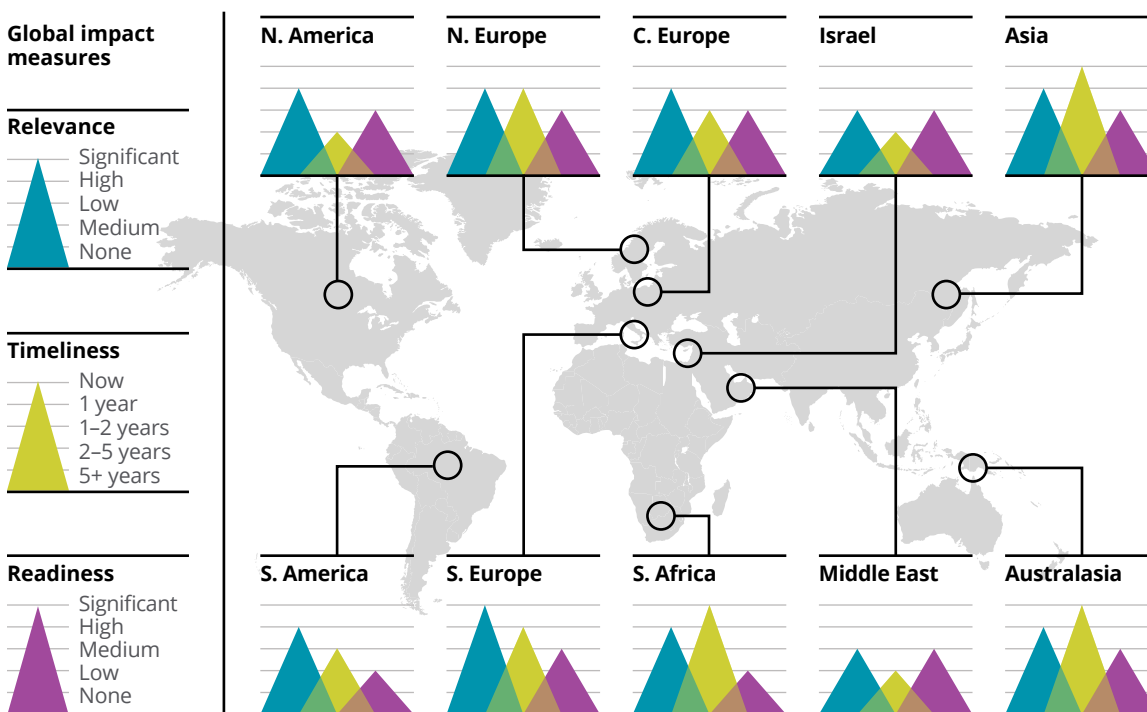 Global impact
measures
Relevance
Significant
High
Low
Medium
None
Timeliness
Now
1 year
1–2 years
2–5 years
5+ years
Readiness
Significant
High
Medium
Low
None
N. America
N. Europe
C. Europe
Israel
Asia
S. America
S. Europe
S. Africa
Middle East
Australasia